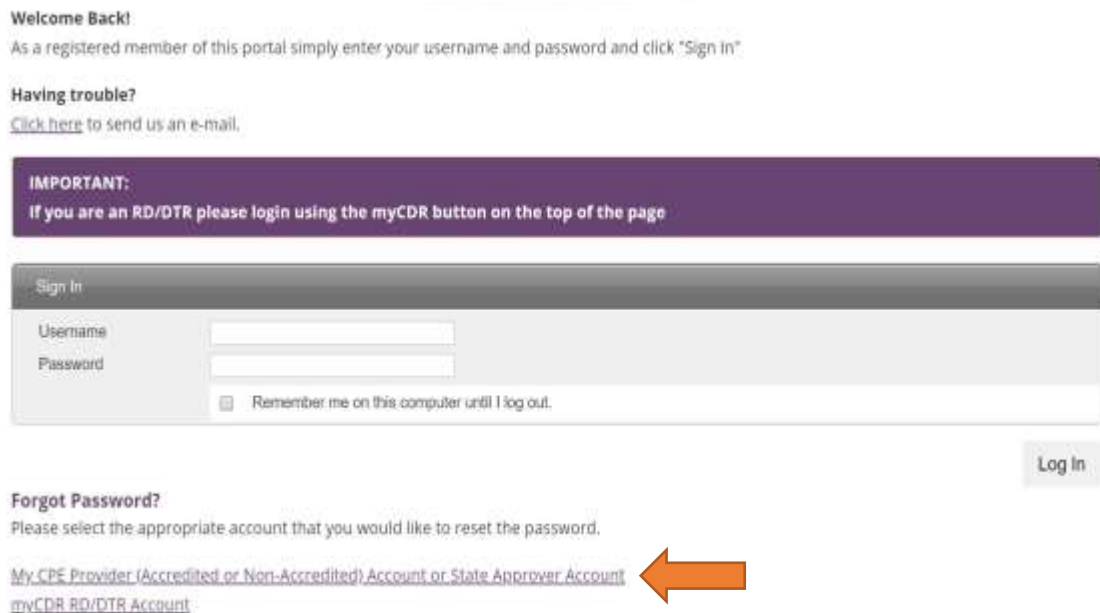 Welcome Back!
As a registered member of this portal simply enter your username and password and click "Sign In"
Having trouble?
Click here to send us an e-mail.
IMPORTANT:
If you are an RD/DTR please login using the myCDR button on the top of the page
Sign In
Username
Password
Remember me on this computer until I log out.
Log In
Forgot Password?
Please select the appropriate account that you would like to reset the password.
My CPE Provider (Accredited or Non-Accredited) Account or State Approver Account
myCDR RD/DTR Account